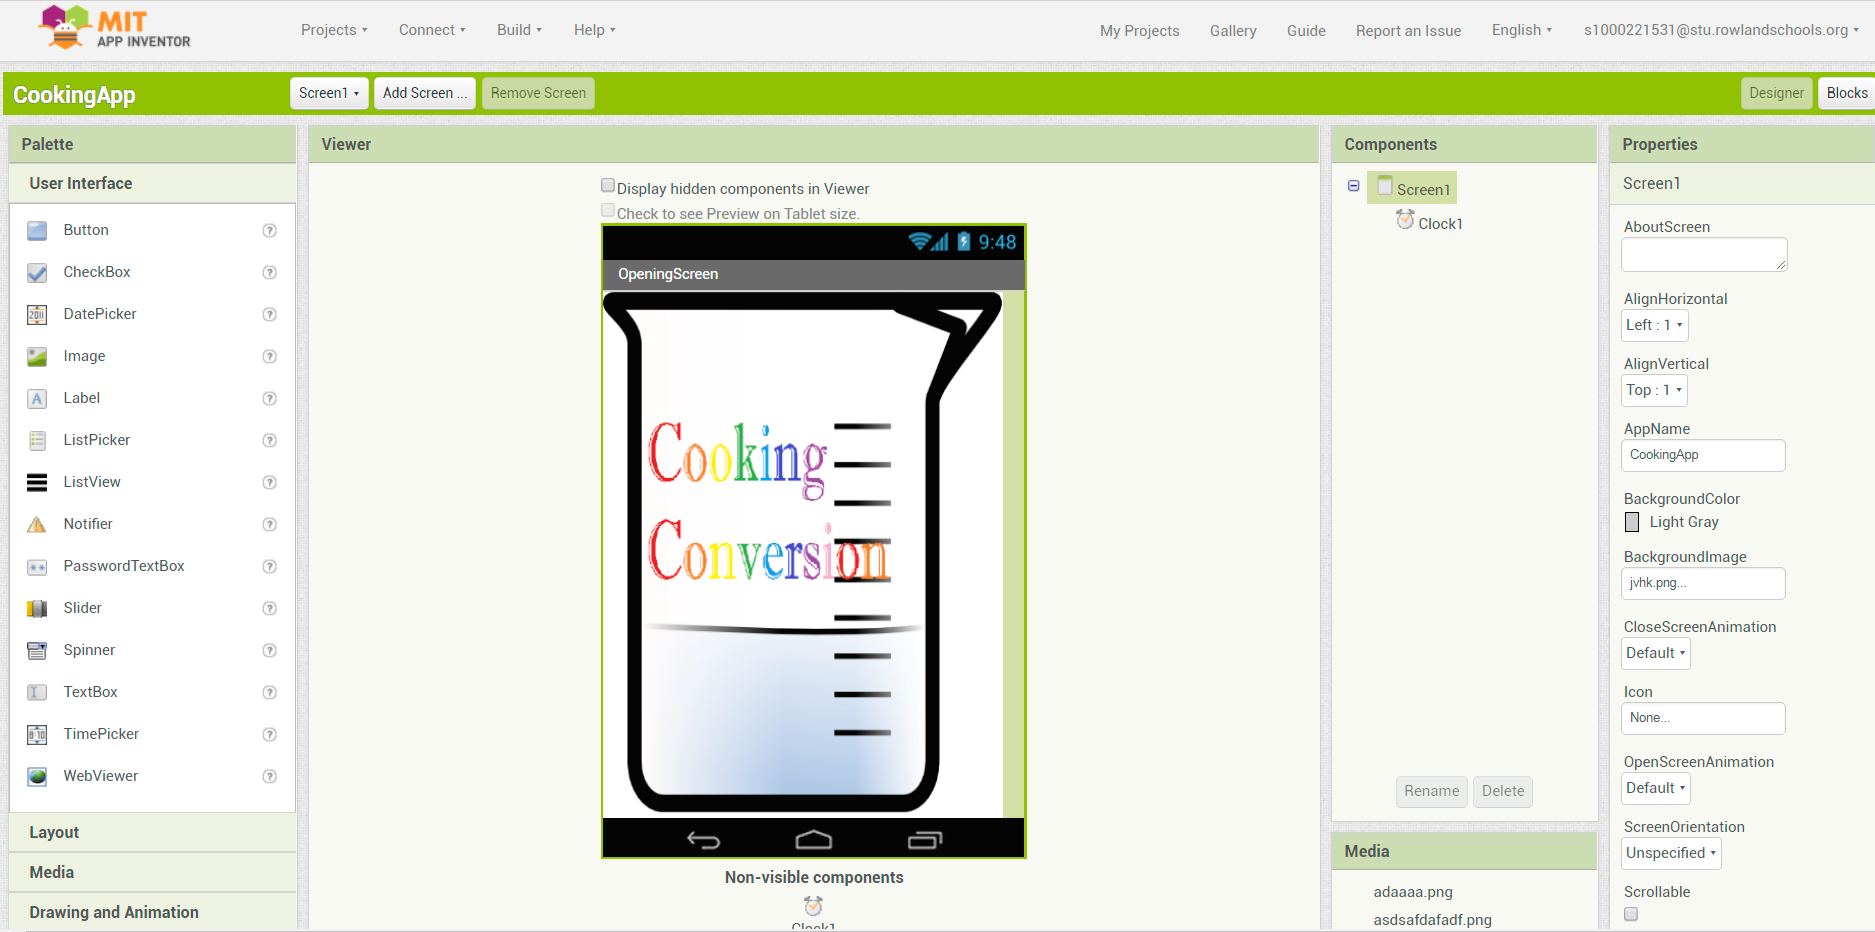 MIT
APP INVENTOR
Projects
Connect
Build
Help
My Projects
Gallery
Guide
Report an Issue
English
s1000221531@stu.rowlandschools.org
CookingApp
Screen1
Add Screen ...
Remove Screen
Designer
Blocks
Palette
User Interface
Button
CheckBox
DatePicker
Image
Label
ListPicker
ListView
Notifier
PasswordTextBox
Slider
Spinner
TextBox
TimePicker
WebViewer
Layout
Media
Drawing and Animation
Viewer
Display hidden components in Viewer
Check to see Preview on Tablet size.
9:48
OpeningScreen
Cooking
Conversion
Non-visible components
Clock1
Components
Screen1
Clock1
Rename
Delete
Media
adaaaa.png
asdsafdafadf.png
Properties
Screen1
AboutScreen
AlignHorizontal
Left : 1
AlignVertical
Top : 1
AppName
CookingApp
BackgroundColor
Light Gray
BackgroundImage
jvhk.png...
CloseScreenAnimation
Default
Icon
None...
OpenScreenAnimation
Default
ScreenOrientation
Unspecified
Scrollable